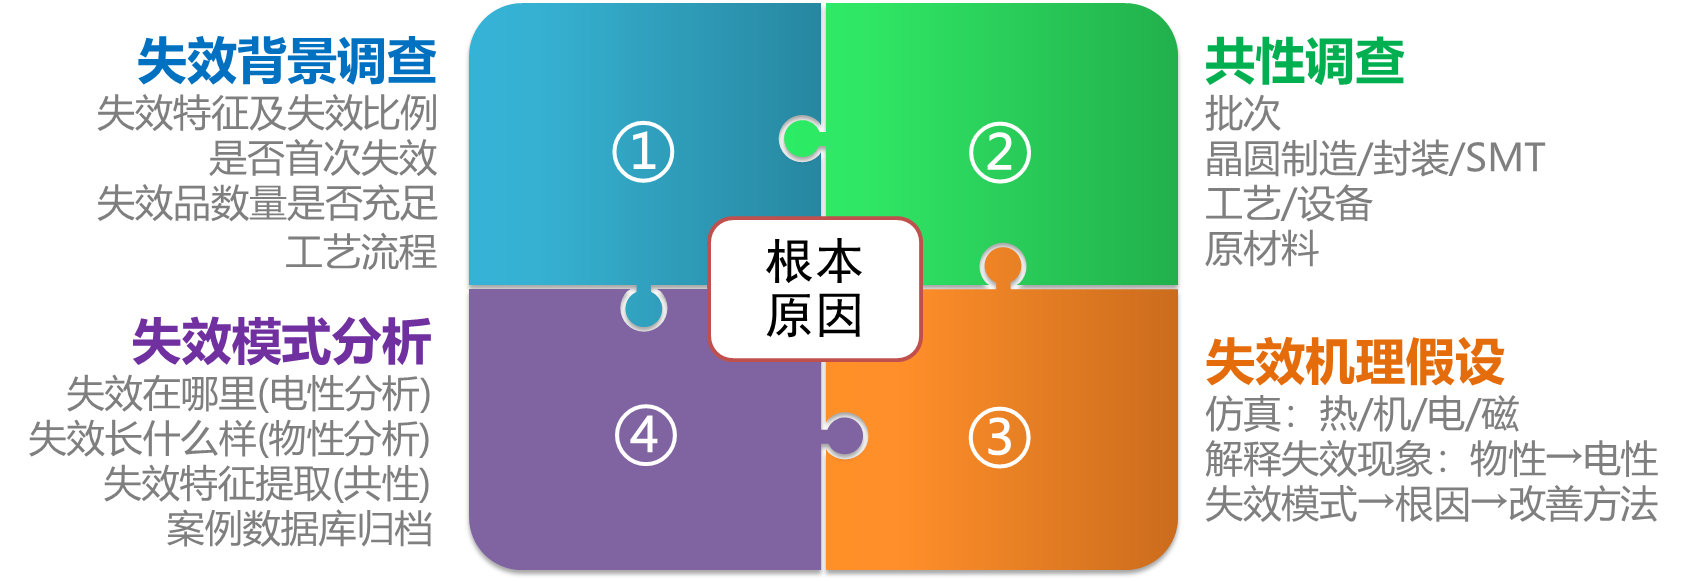 失效背景调查
失效特征及失效比例
是否首次失效
失效品数量是否充足
工艺流程
①
②
共性调查
批次
晶圆制造/封装/SMT
工艺/设备
原材料
根本
原因
失效模式分析
失效在哪里(电性分析)
失效长什么样(物性分析)
失效特征提取(共性)
案例数据库归档
④
③
失效机理假设
仿真：热/机/电/磁
解释失效现象：物性→电性
失效模式→根因→改善方法